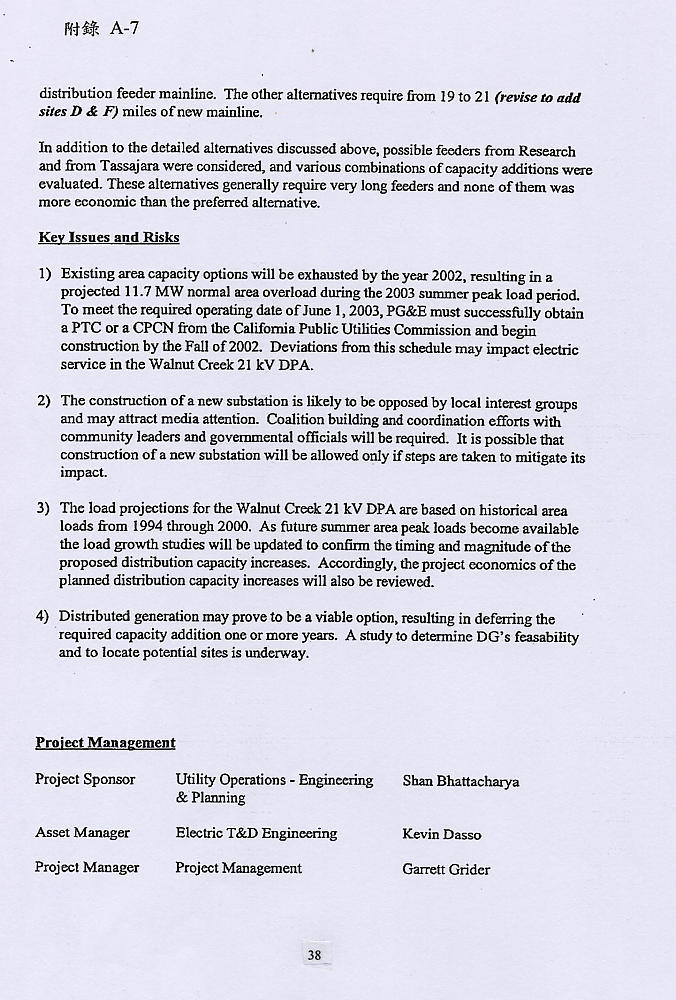 附錄 A-7
distribution feeder mainline. The other alternatives require from 19 to 21 (revise to add
sites D & F) miles of new mainline.
In addition to the detailed alternatives discussed above, possible feeders from Research
and from Tassajara were considered, and various combinations of capacity additions were
evaluated. These alternatives generally require very long feeders and none of them was
more economic than the preferred alternative.
Key Issues and Risks
1) Existing area capacity options will be exhausted by the year 2002, resulting in a
projected 11.7 MW normal area overload during the 2003 summer peak load period.
To meet the required operating date of June 1, 2003, PG&E must successfully obtain
a PTC or a CPCN from the California Public Utilities Commission and begin
construction by the Fall of 2002. Deviations from this schedule may impact electric
service in the Walnut Creek 21 kV DPA.
2) The construction of a new substation is likely to be opposed by local interest groups
and may attract media attention. Coalition building and coordination efforts with
community leaders and governmental officials will be required. It is possible that
construction of a new substation will be allowed only if steps are taken to mitigate its
impact.
3) The load projections for the Walnut Creek 21 kV DPA are based on historical area
loads from 1994 through 2000. As future summer area peak loads become available
the load growth studies will be updated to confirm the timing and magnitude of the
proposed distribution capacity increases. Accordingly, the project economics of the
planned distribution capacity increases will also be reviewed.
4) Distributed generation may prove to be a viable option, resulting in deferring the
required capacity addition one or more years. A study to determine DG's feasability
and to locate potential sites is underway.
Project Management
Project Sponsor Utility Operations - Engineering Shan Bhattacharya
& Planning
Asset Manager Electric T&D Engineering Kevin Dasso
Project Manager Project Management Garrett Grider
38